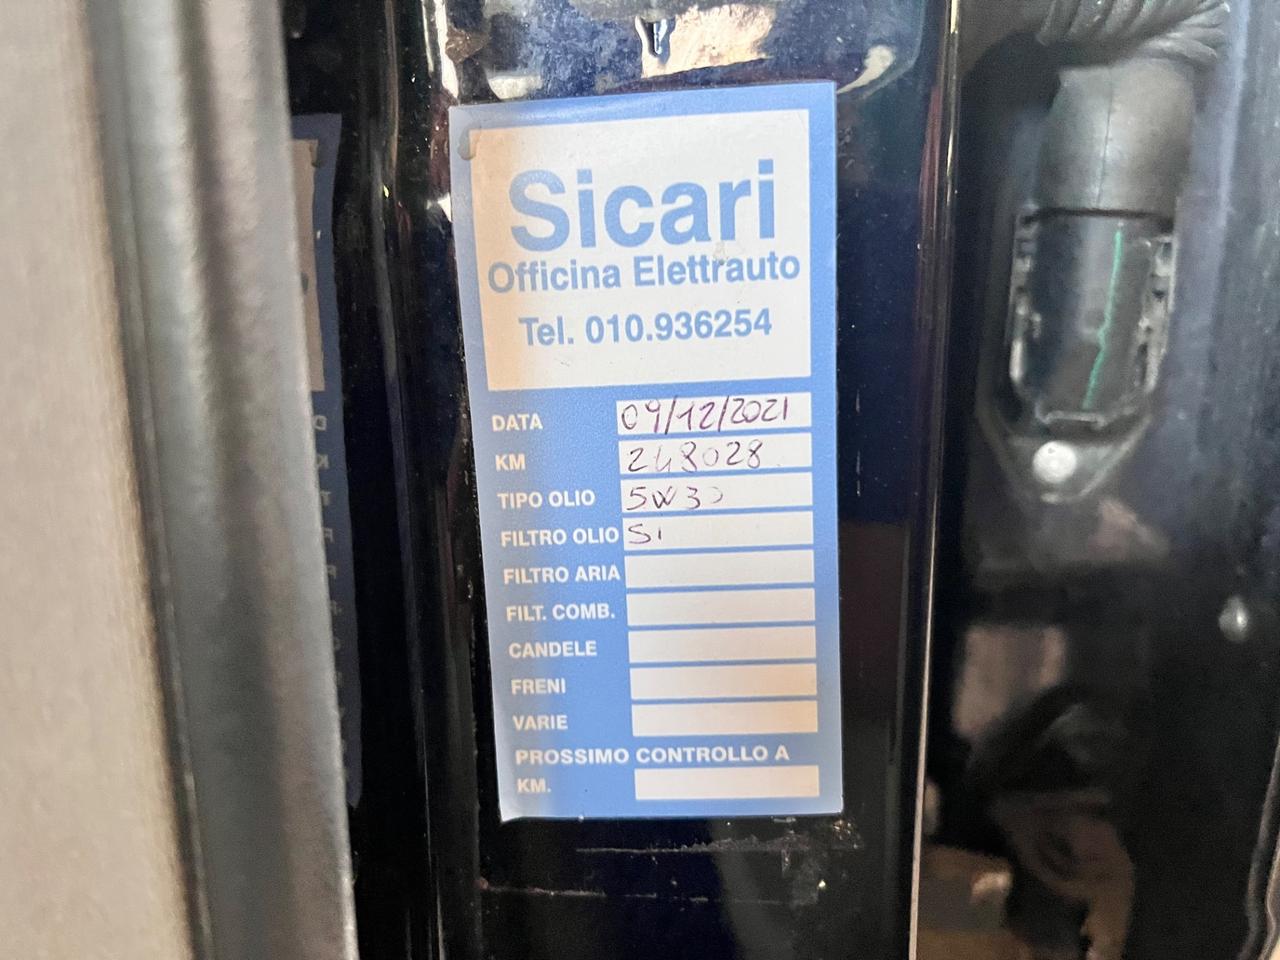 Sicari
Officina Elettrauto
Tel. 010.936254
DATA 09/12/2021
KM 248028
TIPO OLIO 5W30
FILTRO OLIO Si
FILTRO ARIA
FILT. COMB.
CANDELE
FRENI
VARIE
PROSSIMO CONTROLLO A
KM.